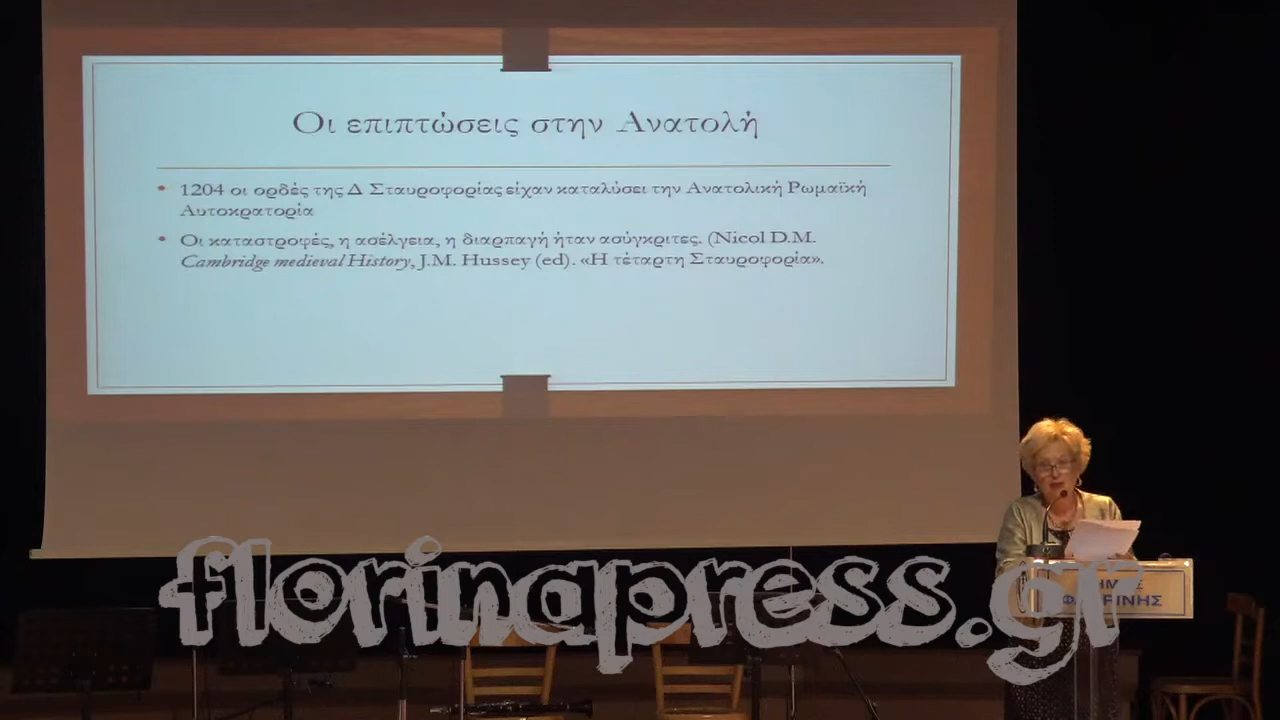 Οι επιπτώσεις στην Ανατολή
• 1204 οι ορδές της Δ Σταυροφορίας είχαν καταλύσει την Ανατολική Ρωμαϊκή
Αυτοκρατορία
• Οι καταστροφές, η ασέλγεια, η διαρπαγή ήταν ασύγκριτες. (Nicol D.M.
Cambridge medieval History, J.M. Hussey (ed). «Η τέταρτη Σταυροφορία».
florinapress.gr